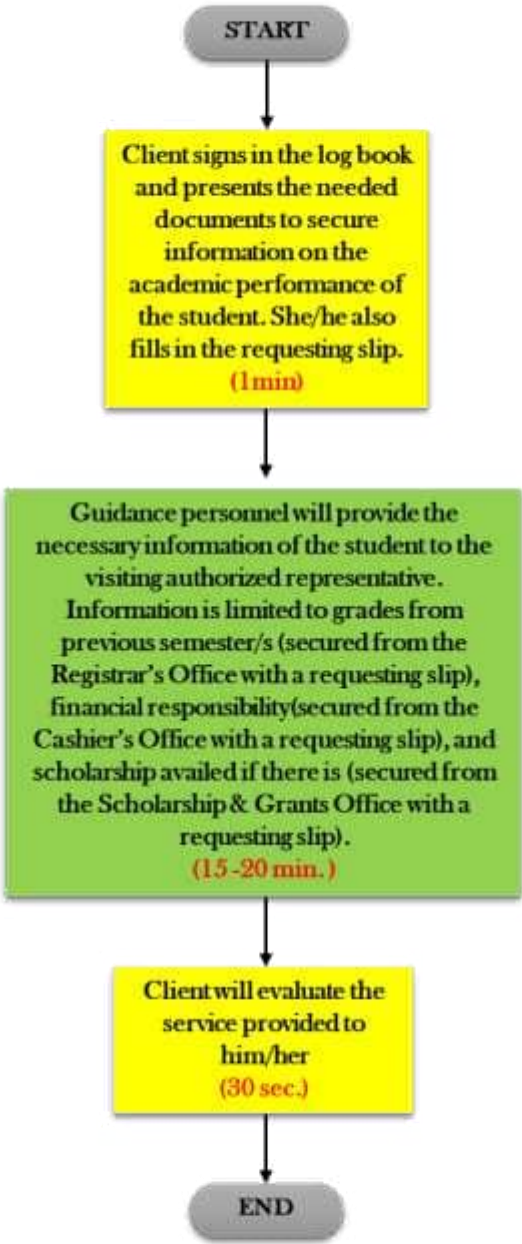 START
Client signs in the log book
and presents the needed
documents to secure
information on the
academic performance of
the student. She/he also
fills in the requesting slip.
(1min)
Guidance personnel will provide the
necessary information of the student to the
visiting authorized representative.
Information is limited to grades from
previous semester/s (secured from the
Registrar's Office with a requesting slip),
financial responsibility(secured from the
Cashier's Office with a requesting slip), and
scholarship availed if there is (secured from
the Scholarship & Grants Office with a
requesting slip).
(15-20 min.)
Client will evaluate the
service provided to
him/her
(30 sec.)
END